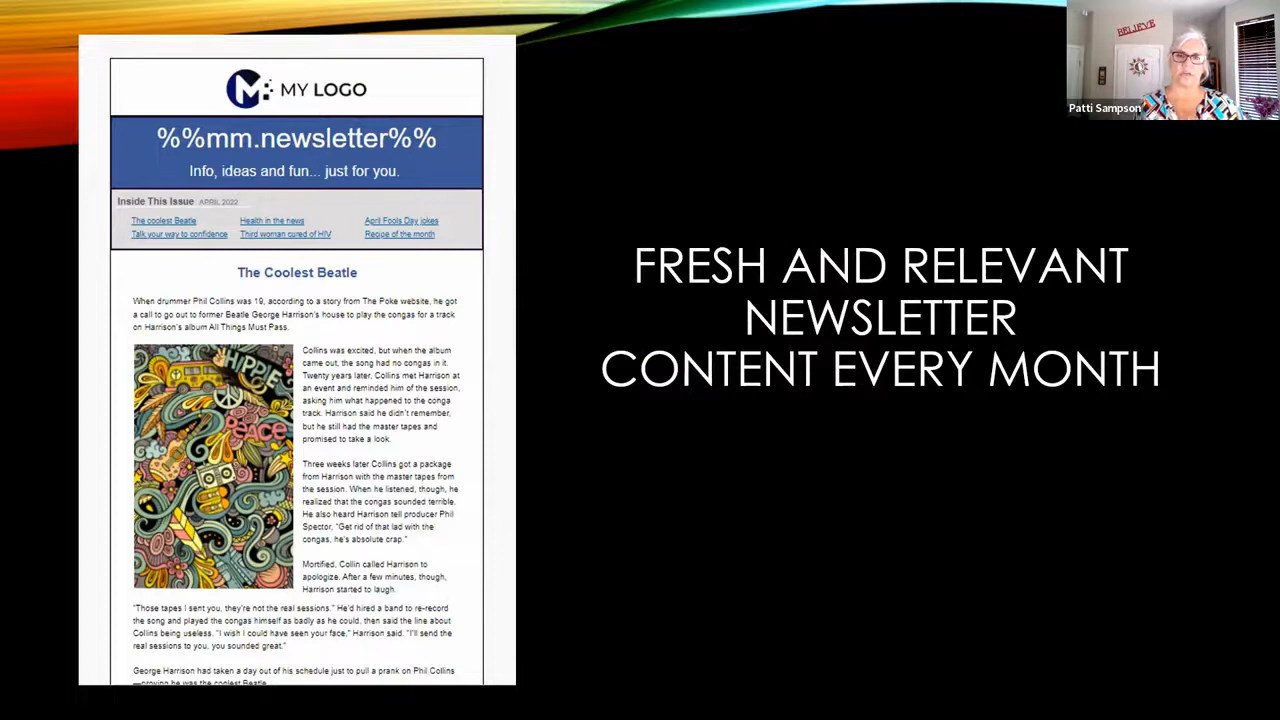 BELIEVE
Patti Sampson
MY LOGO
%%mm.newsletter%%
Info, ideas and fun... just for you.
Inside This Issue APRIL 2022
The coolest Beatle
Health in the news
April Fools Day jokes
Talk your way to confidence
Third woman cured of HIV
Recipe of the month
The Coolest Beatle
When drummer Phil Collins was 19, according to a story from The Poke website, he got
a call to go out to former Beatle George Harrison's house to play the congas for a track
on Harrison's album All Things Must Pass.
HIPPIE
PEACE
Collins was excited, but when the album
came out, the song had no congas in it.
Twenty years later, Collins met Harrison at
an event and reminded him of the session,
asking him what happened to the conga
track. Harrison said he didn't remember,
but he still had the master tapes and
promised to take a look.
Three weeks later Collins got a package
from Harrison with the master tapes from
the session. When he listened, though, he
realized that the congas sounded terrible.
He also heard Harrison tell producer Phil
Spector, "Get rid of that lad with the
congas, he's absolute crap."
Mortified, Collin called Harrison to
apologize. After a few minutes, though,
Harrison started to laugh.
"Those tapes I sent you, they're not the real sessions." He'd hired a band to re-record
the song and played the congas himself as badly as he could, then said the line about
Collins being useless. "I wish I could have seen your face," Harrison said. "I'll send the
real sessions to you, you sounded great."
George Harrison had taken a day out of his schedule just to pull a prank on Phil Collins
—proving he was the coolest Beatle.
FRESH AND RELEVANT
NEWSLETTER
CONTENT EVERY MONTH